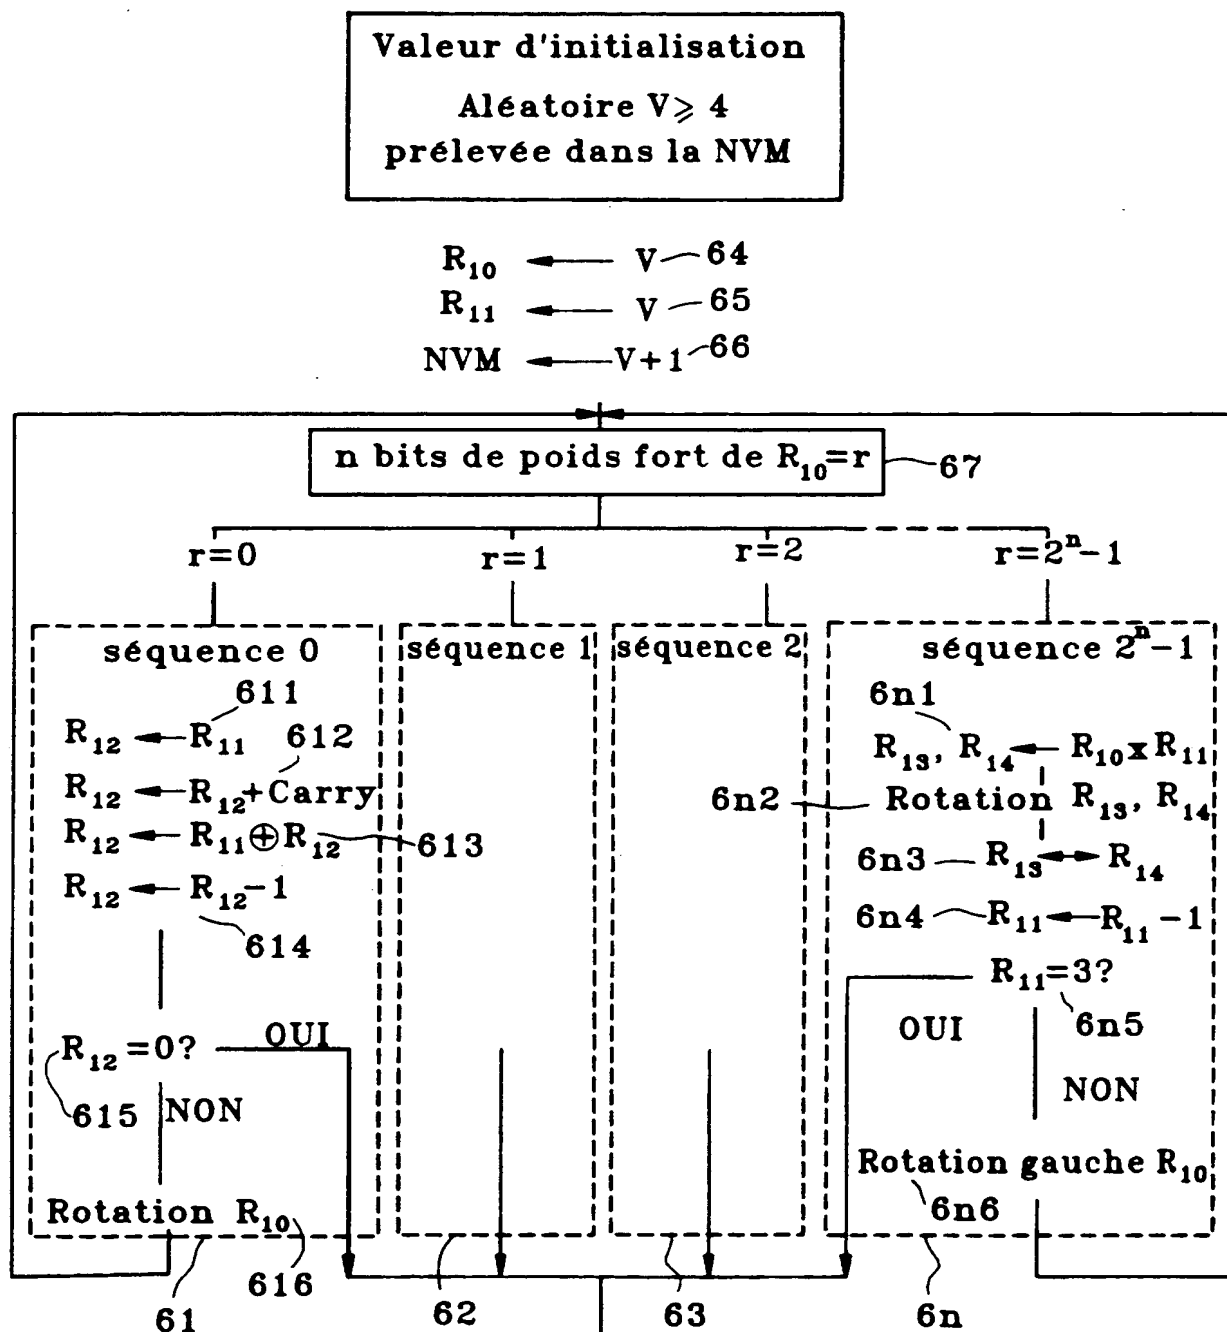 Valeur d'initialisation
Aléatoire V⩾ 4
prélevée dans la NVM
R₁₀ ← V 64
R₁₁ ← V 65
NVM ← V+1 66
n bits de poids fort de R₁₀=r 67
r=0 r=1 r=2 r=2ⁿ-1
séquence 0 séquence 1 séquence 2 séquence 2ⁿ-1
611
R₁₂ ← R₁₁
612
R₁₂ ← R₁₂+Carry
R₁₂ ← R₁₁⊕R₁₂ 613
R₁₂ ← R₁₂-1
614
R₁₂=0? OUI
615 NON
Rotation R₁₀
616
6n1
R₁₃, R₁₄ ← R₁₀xR₁₁
6n2 Rotation R₁₃, R₁₄
6n3 R₁₃ ↔ R₁₄
6n4 R₁₁ ← R₁₁-1
R₁₁=3?
OUI 6n5
NON
Rotation gauche R₁₀
6n6
61 62 63 6n